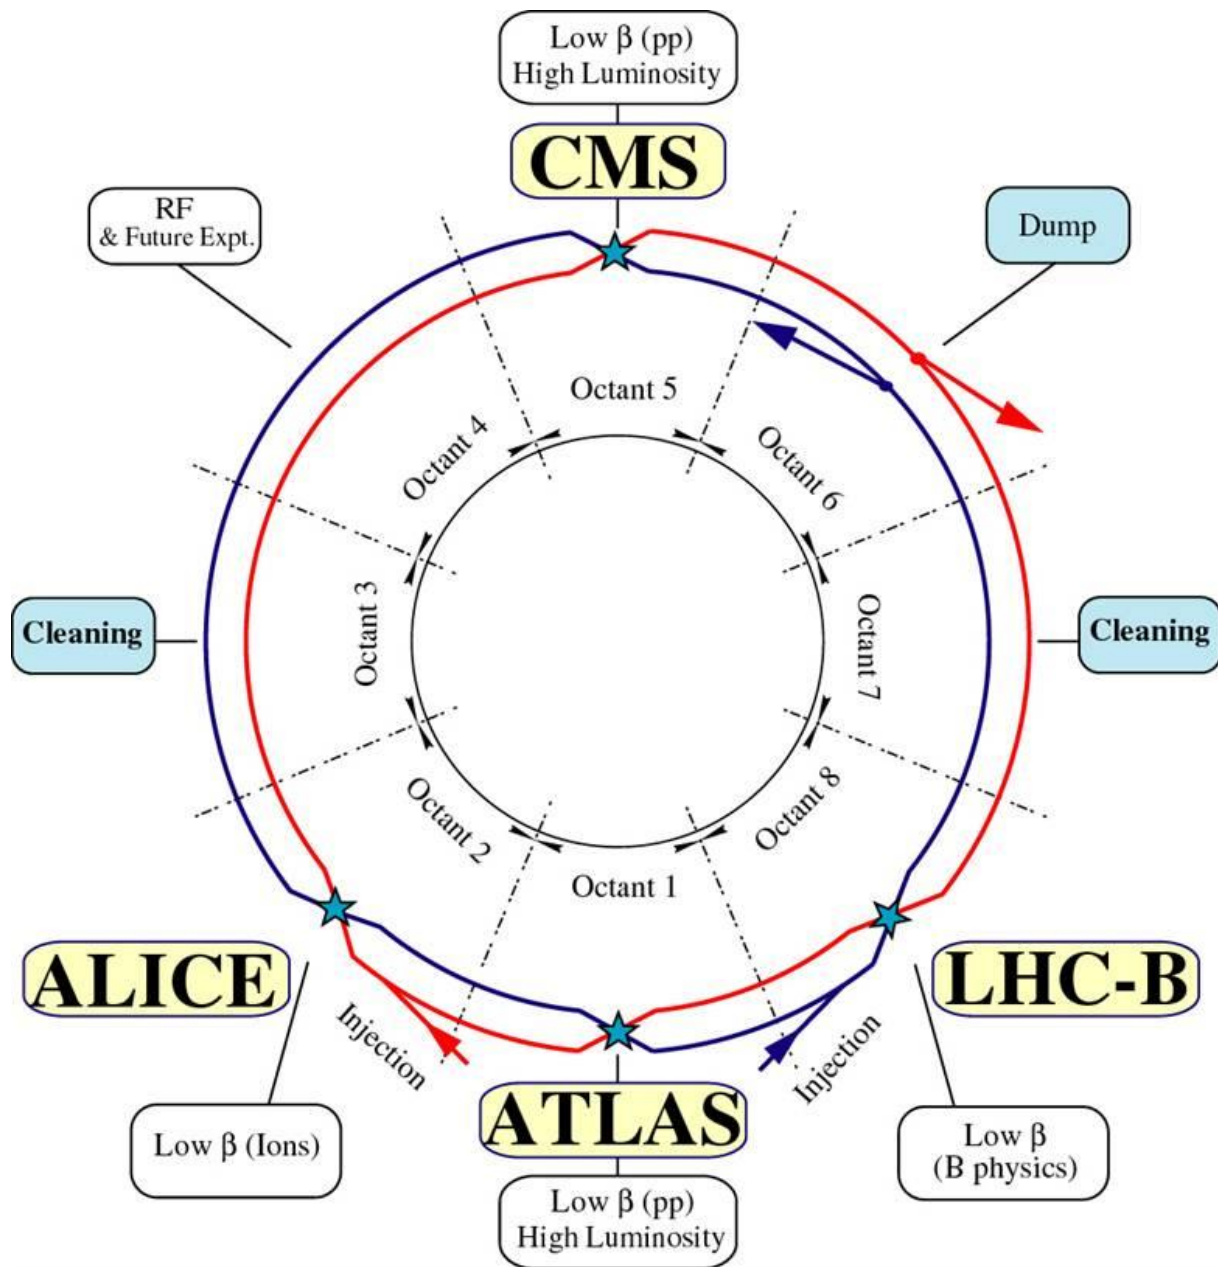 Low β (pp)
High Luminosity
CMS
RF
& Future Expt.
Dump
Octant 5
Octant 4
Octant 6
Cleaning
Octant 3
Octant 7
Cleaning
Octant 2
Octant 8
Octant 1
ALICE
LHC-B
Injection
Injection
ATLAS
Low β (Ions)
Low β
(B physics)
Low β (pp)
High Luminosity